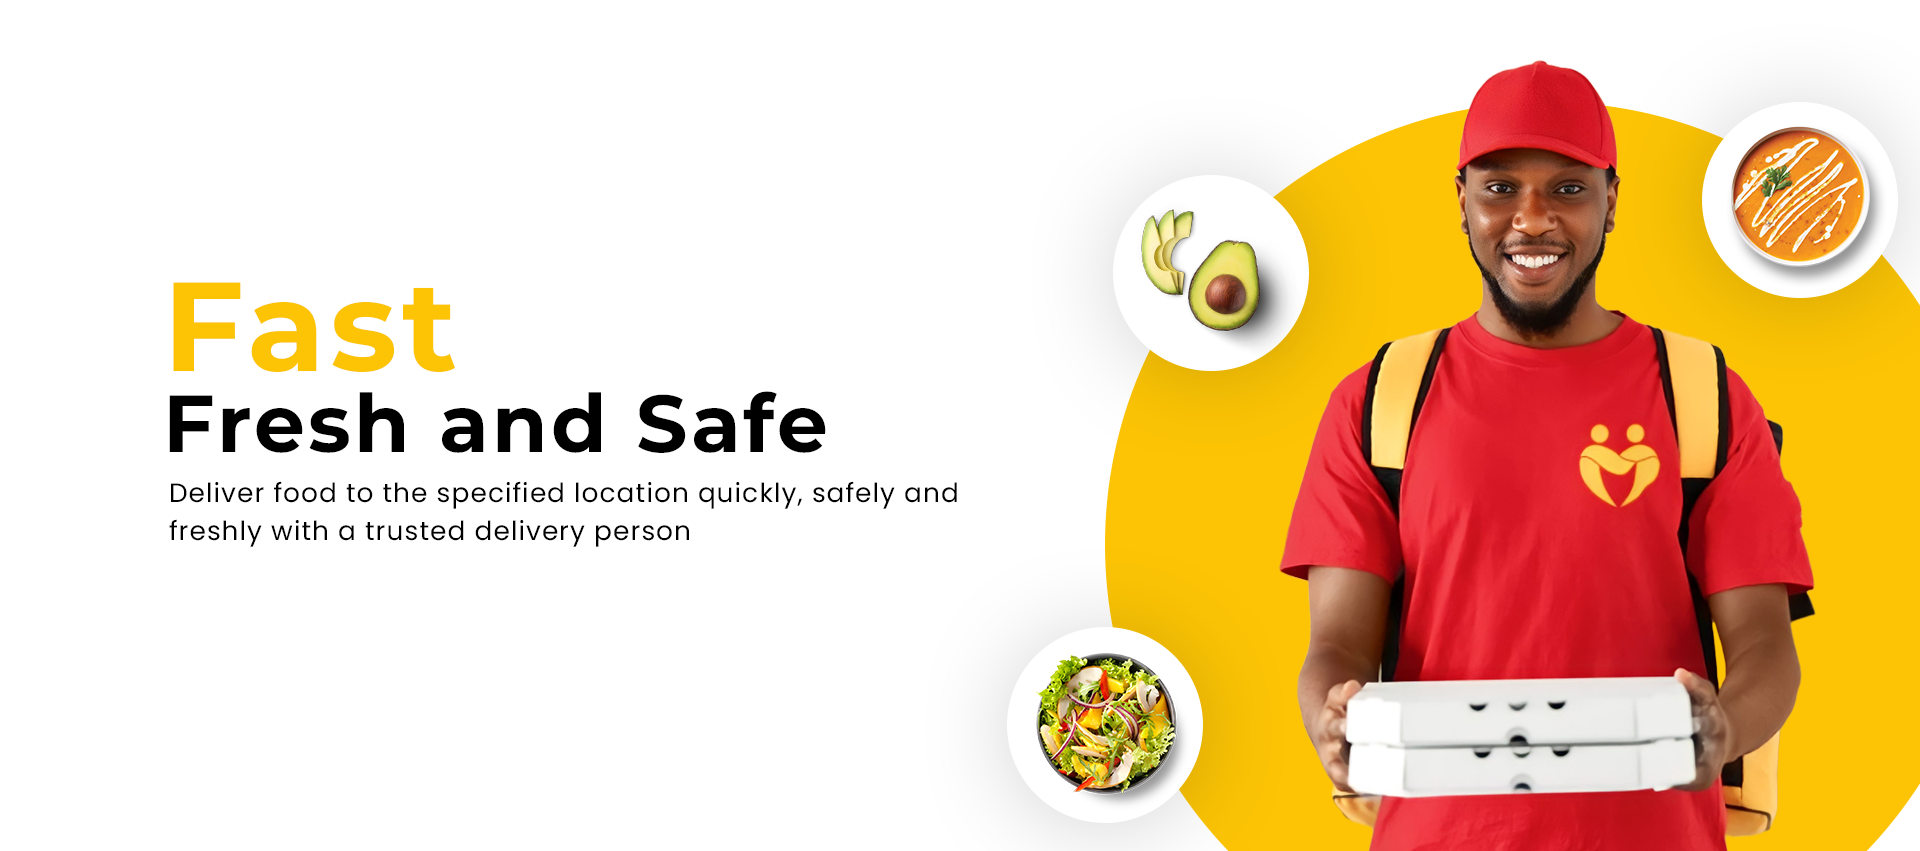 Fast
Fresh and Safe
Deliver food to the specified location quickly, safely and
freshly with a trusted delivery person